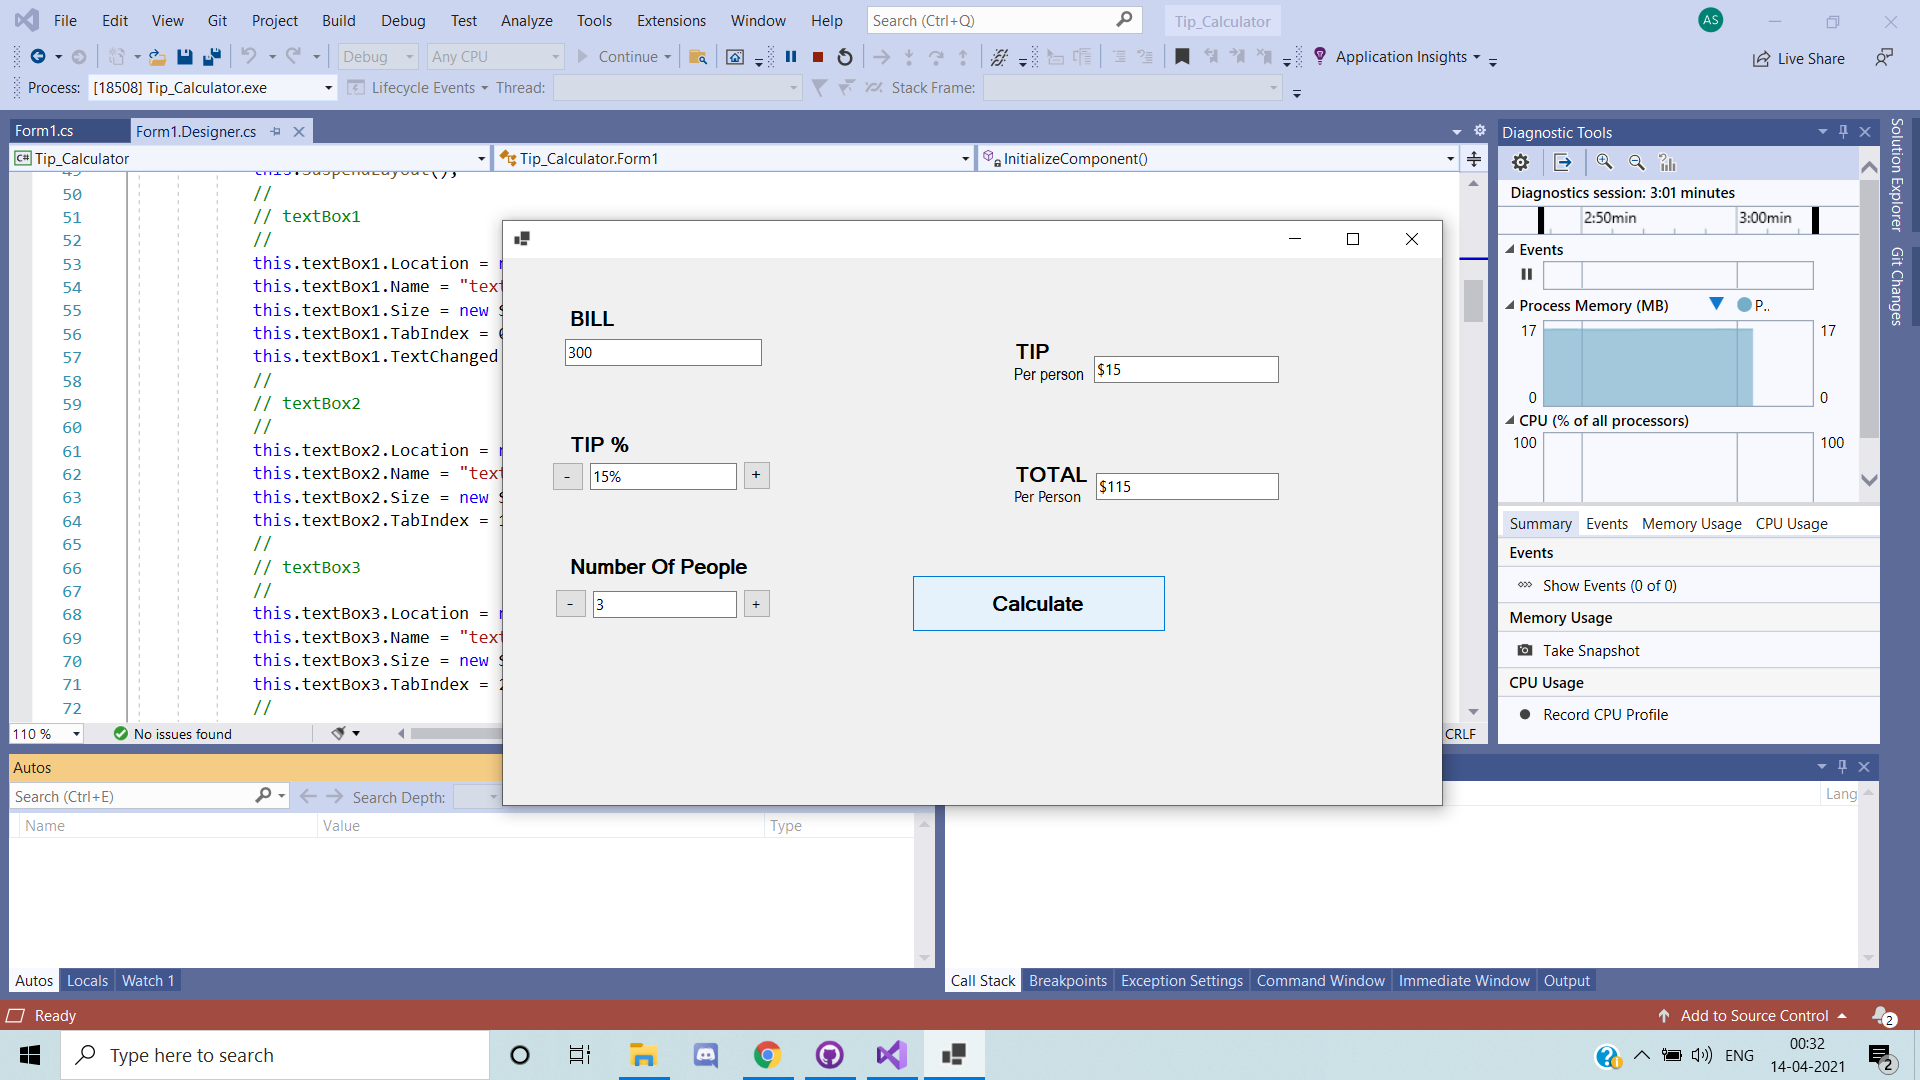 File Edit View Git Project Build Debug Test Analyze Tools Extensions Window Help Search (Ctrl+Q) Tip_Calculator AS
Debug Any CPU Continue Application Insights Live Share
Process: [18508] Tip_Calculator.exe Lifecycle Events Thread: Stack Frame:
Form1.cs Form1.Designer.cs
C# Tip_Calculator Tip_Calculator.Form1 InitializeComponent()
49 this.SuspendLayout();
50 //
51 // textBox1
52 //
53 this.textBox1.Location =
54 this.textBox1.Name = "tex
55 this.textBox1.Size = new
56 this.textBox1.TabIndex =
57 this.textBox1.TextChanged
58 //
59 // textBox2
60 //
61 this.textBox2.Location =
62 this.textBox2.Name = "tex
63 this.textBox2.Size = new
64 this.textBox2.TabIndex =
65 //
66 // textBox3
67 //
68 this.textBox3.Location =
69 this.textBox3.Name = "tex
70 this.textBox3.Size = new
71 this.textBox3.TabIndex =
72 //
110 % No issues found CRLF
BILL
300
TIP
Per person $15
TIP %
- 15% +
TOTAL
Per Person $115
Number Of People
- 3 +
Calculate
Diagnostic Tools
Diagnostics session: 3:01 minutes
2:50min 3:00min
Events
Process Memory (MB) P..
17 17
0 0
CPU (% of all processors)
100 100
Summary Events Memory Usage CPU Usage
Events
Show Events (0 of 0)
Memory Usage
Take Snapshot
CPU Usage
Record CPU Profile
Solution Explorer
Git Changes
Autos
Search (Ctrl+E) Search Depth:
Name Value Type
Lang
Autos Locals Watch 1
Call Stack Breakpoints Exception Settings Command Window Immediate Window Output
Ready Add to Source Control 2
Type here to search
ENG
00:32
14-04-2021
2